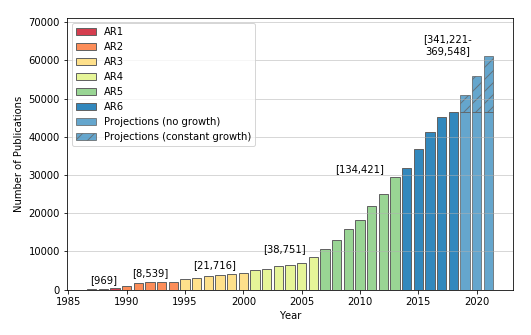 70000
60000
50000
40000
30000
20000
10000
0
Number of Publications
AR1
AR2
AR3
AR4
AR5
AR6
Projections (no growth)
Projections (constant growth)
[969]
[8,539]
[21,716]
[38,751]
[134,421]
[341,221-
369,548]
1985
1990
1995
2000
2005
2010
2015
2020
Year